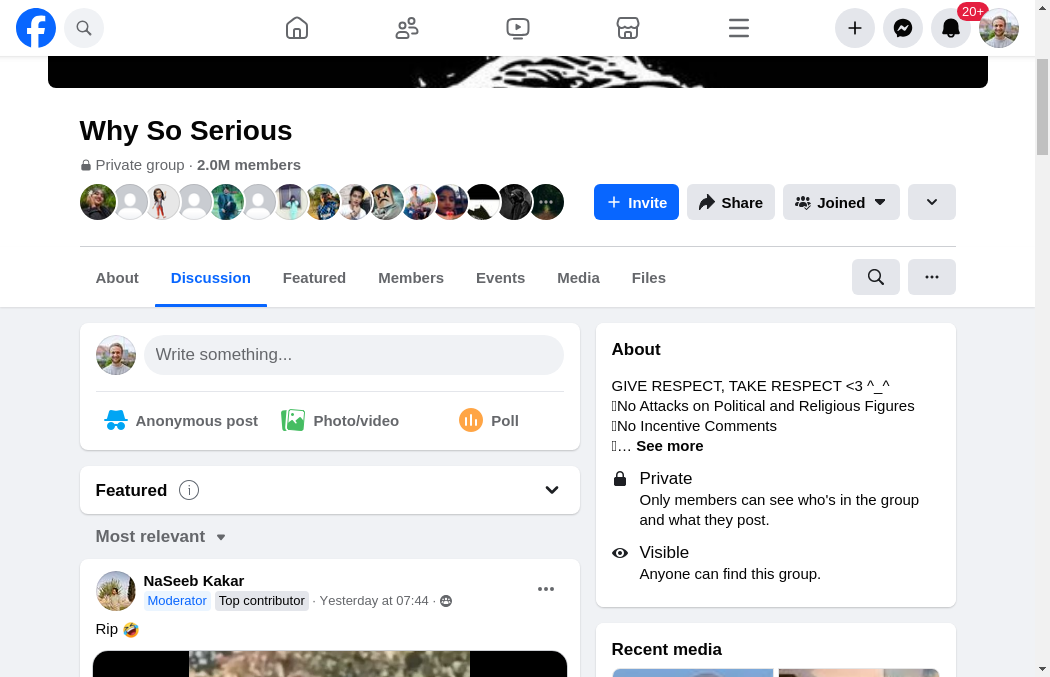 20+
Why So Serious
Private group · 2.0M members
Invite
Share
Joined
About
Discussion
Featured
Members
Events
Media
Files
Write something...
Anonymous post
Photo/video
Poll
Featured
Most relevant
NaSeeb Kakar
Moderator Top contributor · Yesterday at 07:44 ·
Rip 🤣
About
GIVE RESPECT, TAKE RESPECT <3 ^_^
No Attacks on Political and Religious Figures
No Incentive Comments
… See more
Private
Only members can see who's in the group
and what they post.
Visible
Anyone can find this group.
Recent media